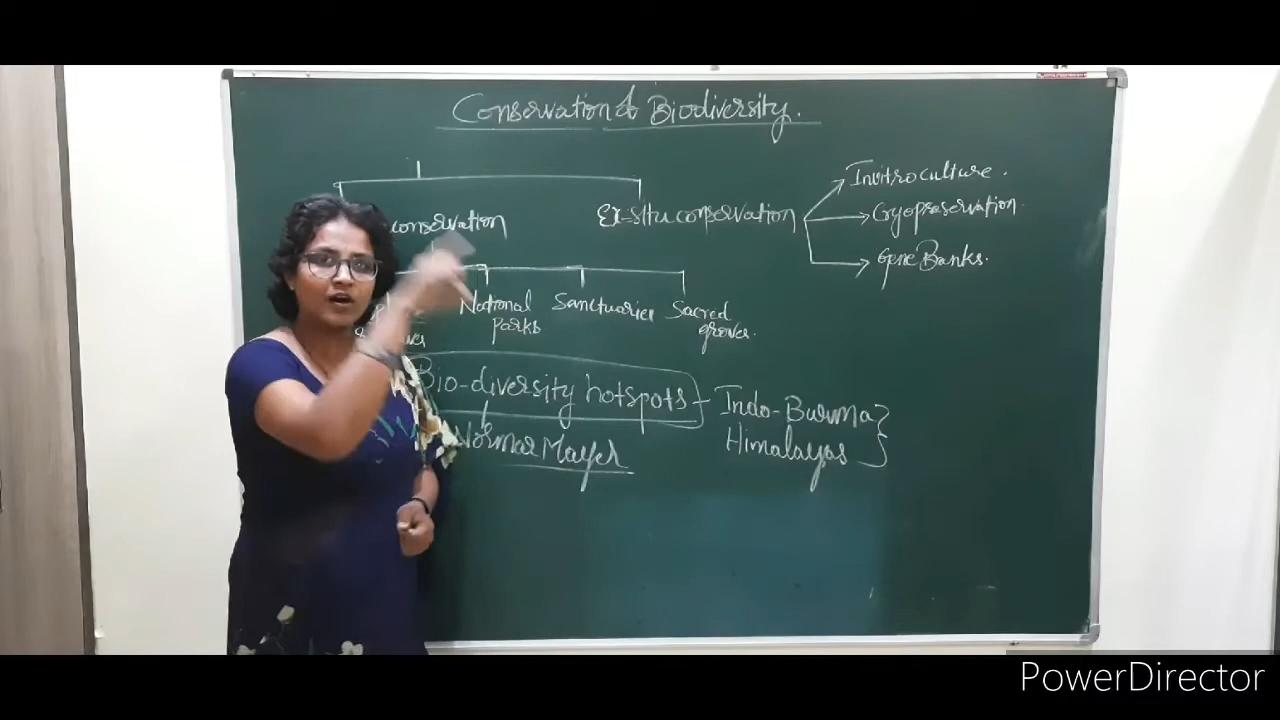 Conservation of Biodiversity.
conservation
Ex-situ conservation
Invitroculture.
Cryopreservation
Gene Banks.
National
parks
Sanctuaries
Sacred
groves.
Bio-diversity hotspots
Indo-Burma
Himalayas
Normar Mayer
PowerDirector